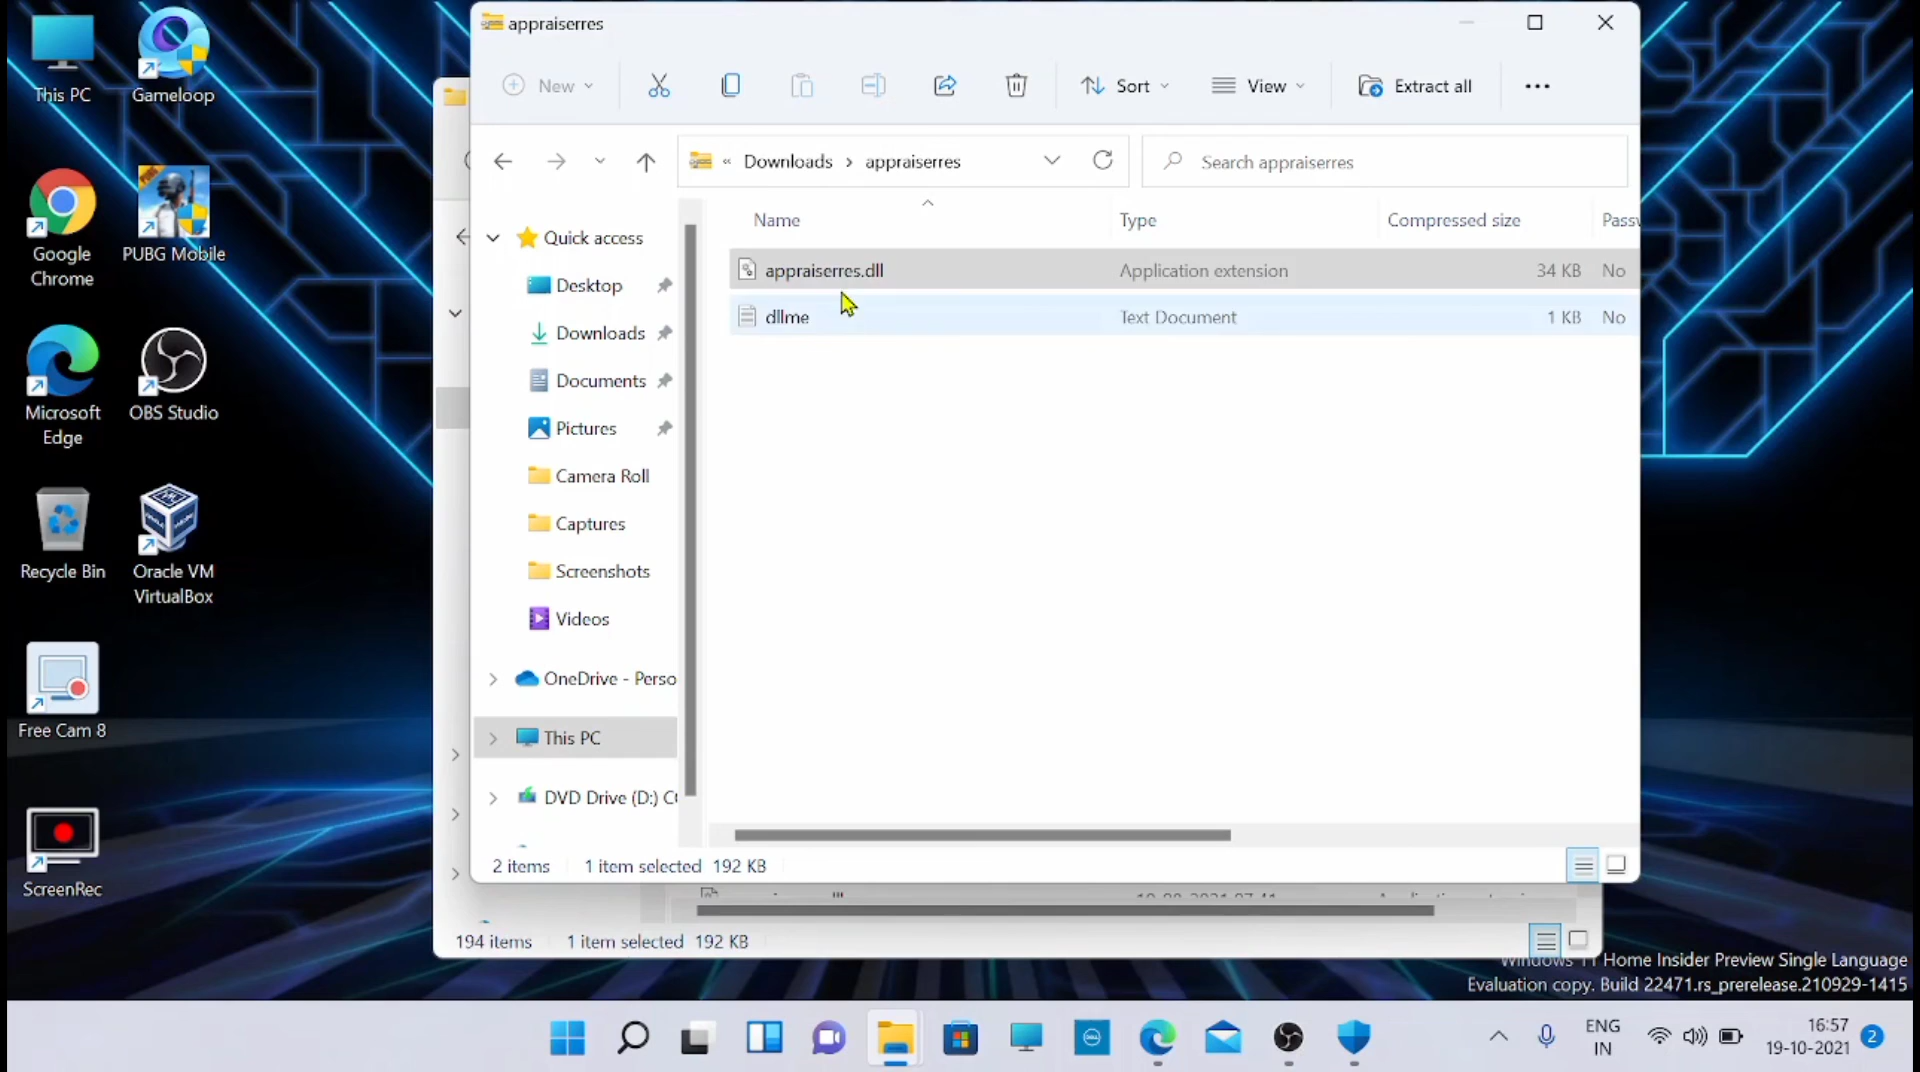 This PC
Gameloop
Google
Chrome
PUBG Mobile
Microsoft
Edge
OBS Studio
Recycle Bin
Oracle VM
VirtualBox
Free Cam 8
ScreenRec
appraiserres
New
Sort
View
Extract all
« Downloads › appraiserres
Search appraiserres
Name
Type
Compressed size
Passw
appraiserres.dll
Application extension
34 KB
No
dllme
Text Document
1 KB
No
Quick access
Desktop
Downloads
Documents
Pictures
Camera Roll
Captures
Screenshots
Videos
OneDrive - Perso
This PC
DVD Drive (D:) C
2 items
1 item selected 192 KB
194 items
1 item selected 192 KB
Windows 11 Home Insider Preview Single Language
Evaluation copy. Build 22471.rs_prerelease.210929-1415
ENG
IN
16:57
19-10-2021
2